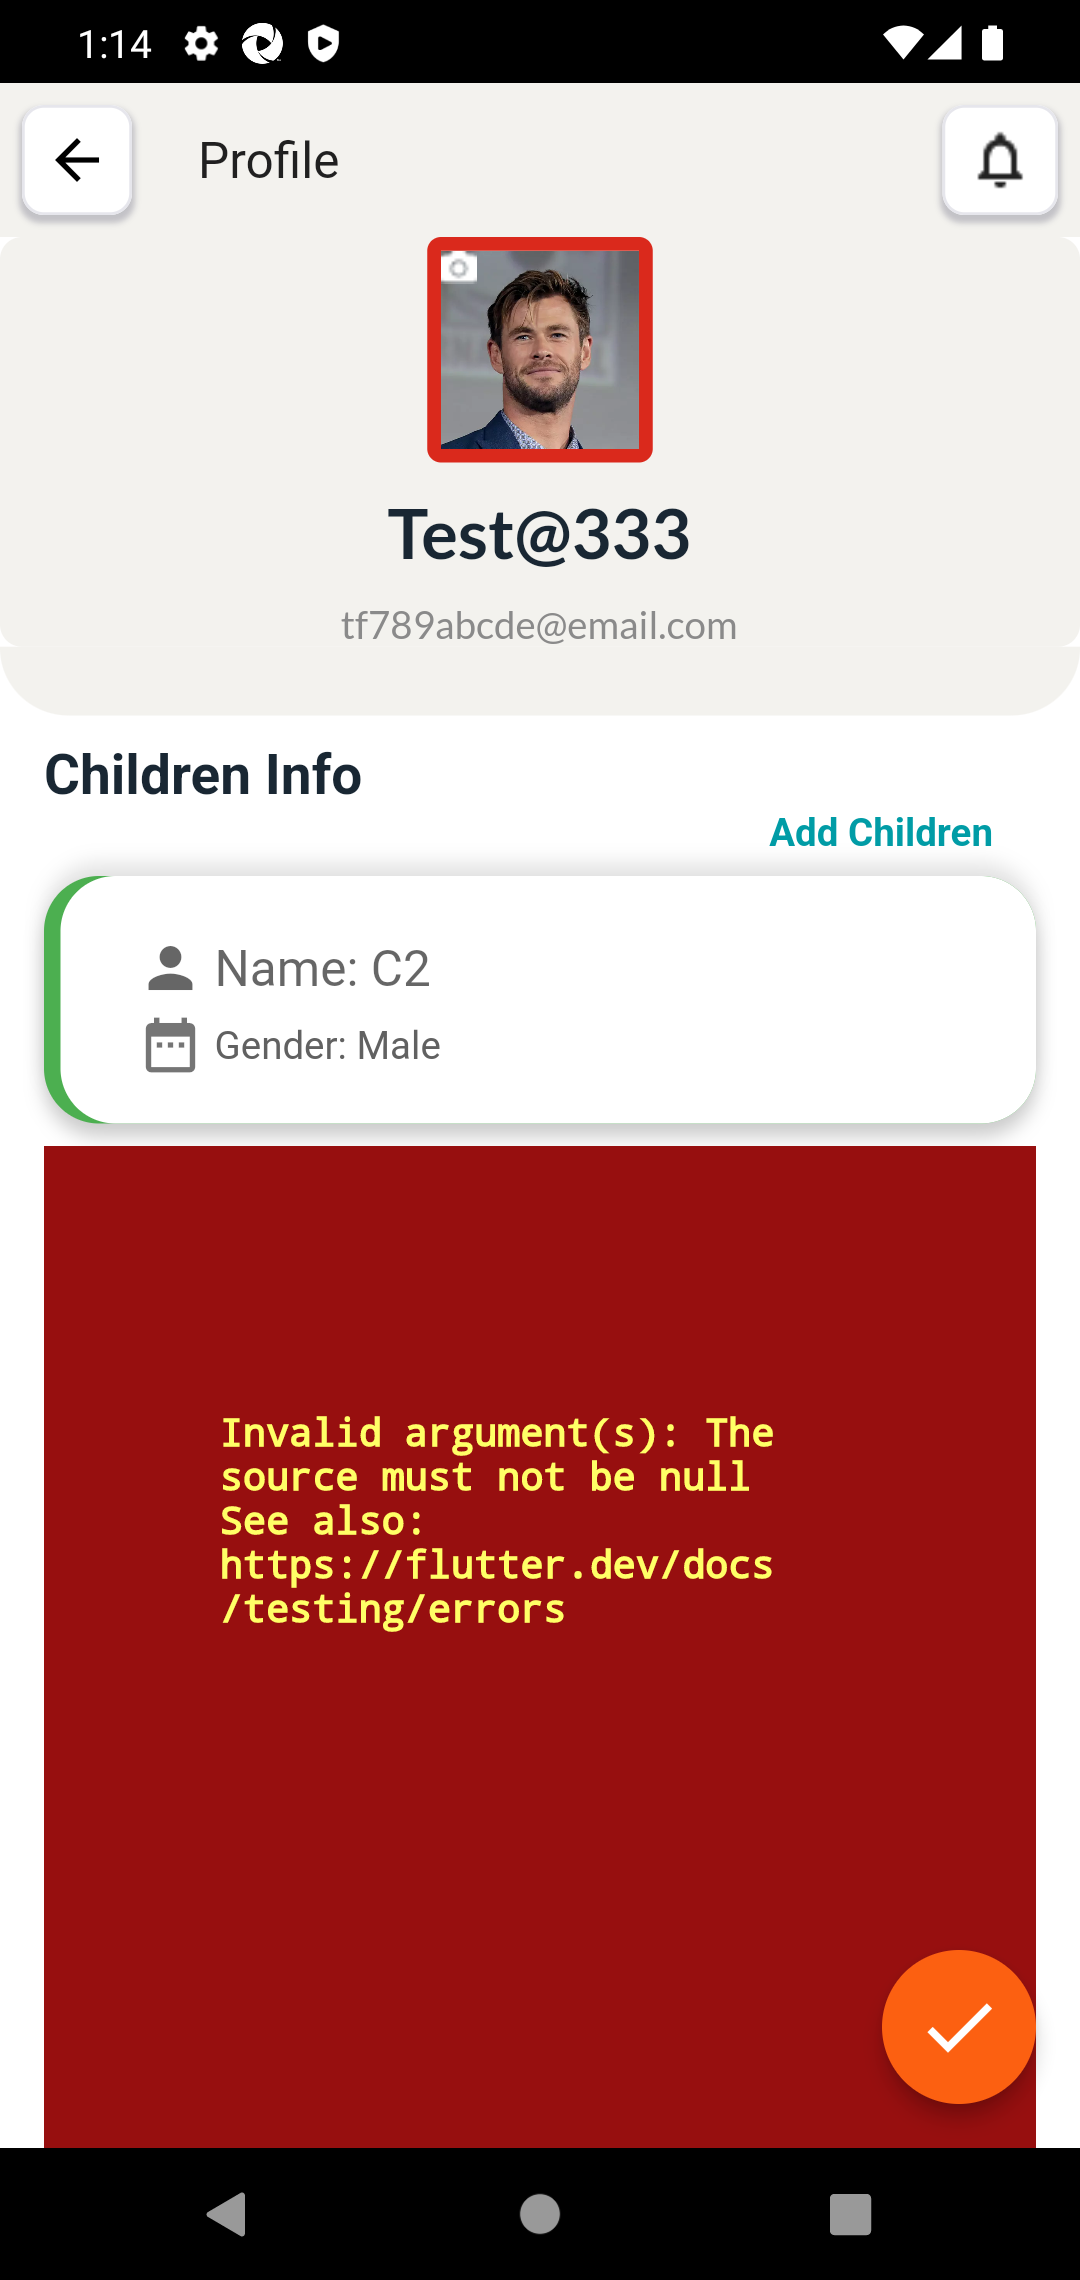 1:14
Profile
Test@333
tf789abcde@email.com
Children Info
Add Children
Name: C2
Gender: Male
Invalid argument(s): The
source must not be null
See also:
https://flutter.dev/docs
/testing/errors